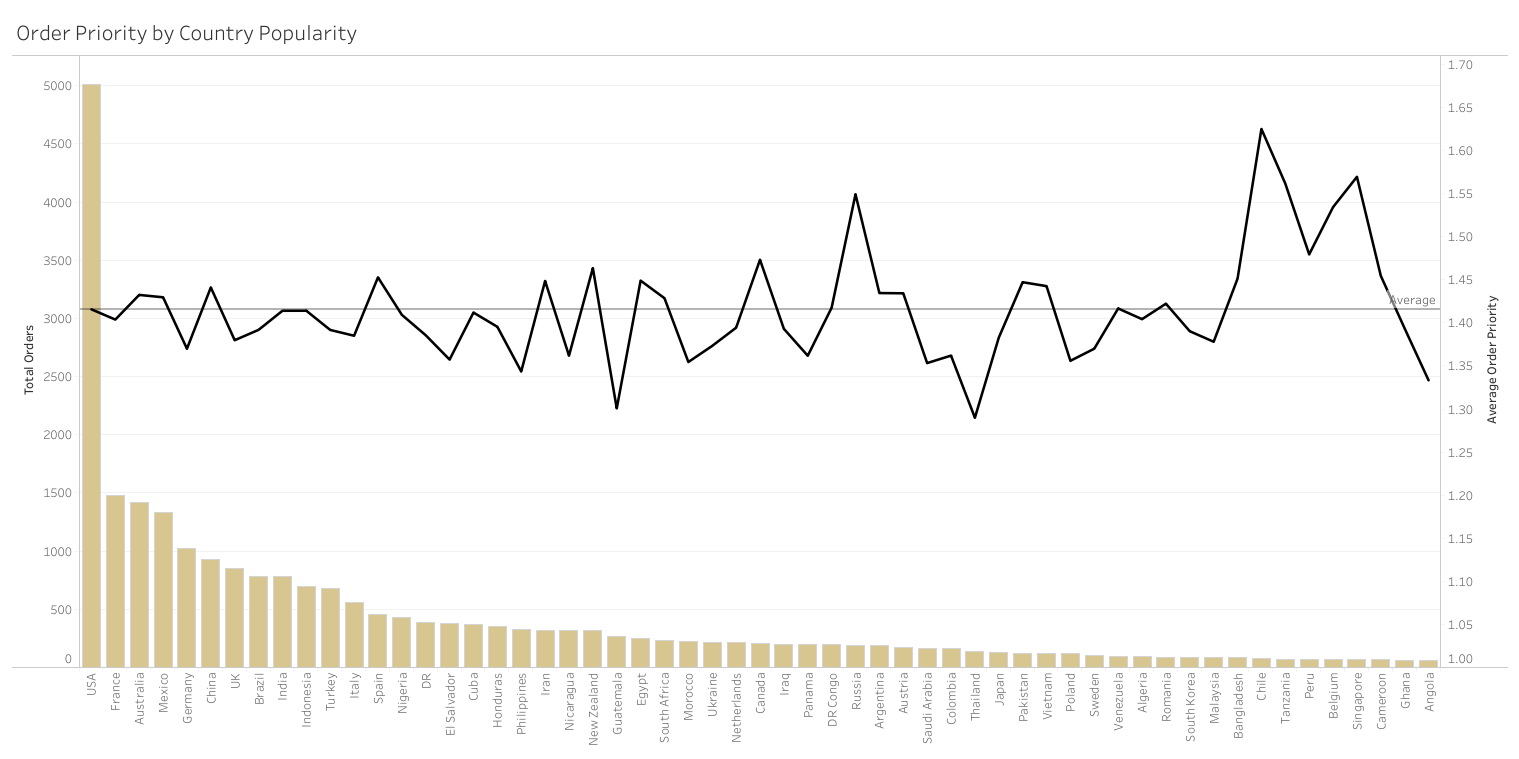 Order Priority by Country Popularity
Total Orders
5000
4500
4000
3500
3000
2500
2000
1500
1000
500
0
Average
1.70
1.65
1.60
1.55
1.50
1.45
1.40
1.35
1.30
1.25
1.20
1.15
1.10
1.05
1.00
Average Order Priority
USA
France
Australia
Mexico
Germany
China
UK
Brazil
India
Indonesia
Turkey
Italy
Spain
Nigeria
DR
El Salvador
Cuba
Honduras
Philippines
Iran
Nicaragua
New Zealand
Guatemala
Egypt
South Africa
Morocco
Ukraine
Netherlands
Canada
Iraq
Panama
DR Congo
Russia
Argentina
Austria
Saudi Arabia
Colombia
Thailand
Japan
Pakistan
Vietnam
Poland
Sweden
Venezuela
Algeria
Romania
South Korea
Malaysia
Bangladesh
Chile
Tanzania
Peru
Belgium
Singapore
Cameroon
Ghana
Angola